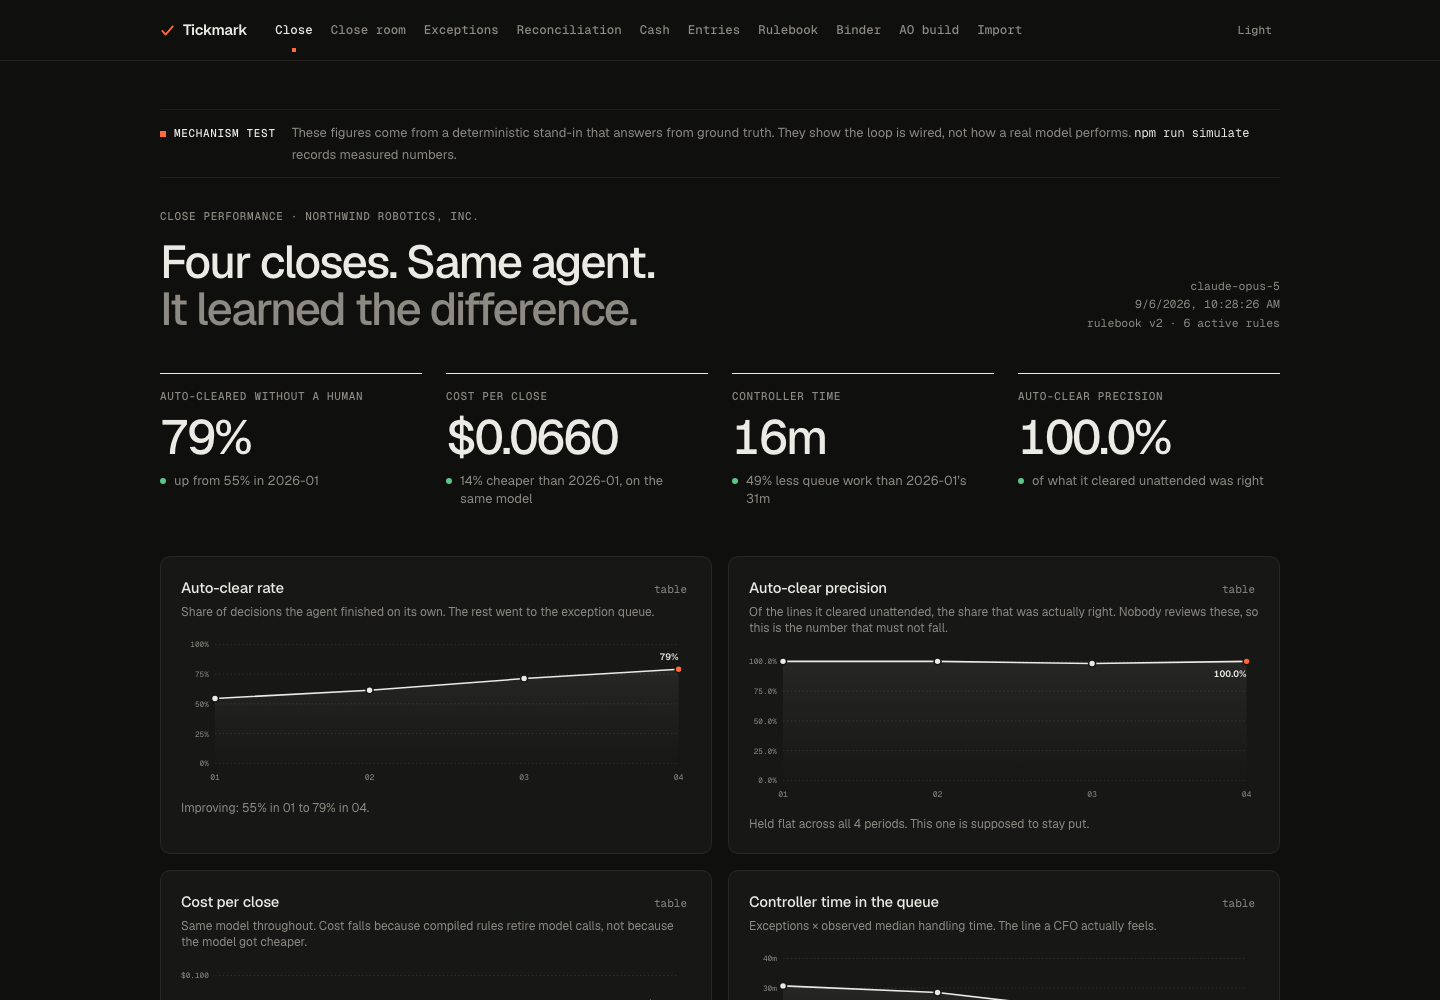 Tickmark
Close
Close room
Exceptions
Reconciliation
Cash
Entries
Rulebook
Binder
AO build
Import
Light
MECHANISM TEST
These figures come from a deterministic stand-in that answers from ground truth. They show the loop is wired, not how a real model performs. npm run simulate
records measured numbers.
CLOSE PERFORMANCE · NORTHWIND ROBOTICS, INC.
Four closes. Same agent.
It learned the difference.
claude-opus-5
9/6/2026, 10:28:26 AM
rulebook v2 · 6 active rules
AUTO-CLEARED WITHOUT A HUMAN
79%
up from 55% in 2026-01
COST PER CLOSE
$0.0660
14% cheaper than 2026-01, on the
same model
CONTROLLER TIME
16m
49% less queue work than 2026-01's
31m
AUTO-CLEAR PRECISION
100.0%
of what it cleared unattended was right
Auto-clear rate
table
Share of decisions the agent finished on its own. The rest went to the exception queue.
100%
75%
50%
25%
0%
79%
01
02
03
04
Improving: 55% in 01 to 79% in 04.
Auto-clear precision
table
Of the lines it cleared unattended, the share that was actually right. Nobody reviews these, so
this is the number that must not fall.
100.0%
75.0%
50.0%
25.0%
0.0%
100.0%
01
02
03
04
Held flat across all 4 periods. This one is supposed to stay put.
Cost per close
table
Same model throughout. Cost falls because compiled rules retire model calls, not because
the model got cheaper.
$0.100
Controller time in the queue
table
Exceptions × observed median handling time. The line a CFO actually feels.
40m
30m